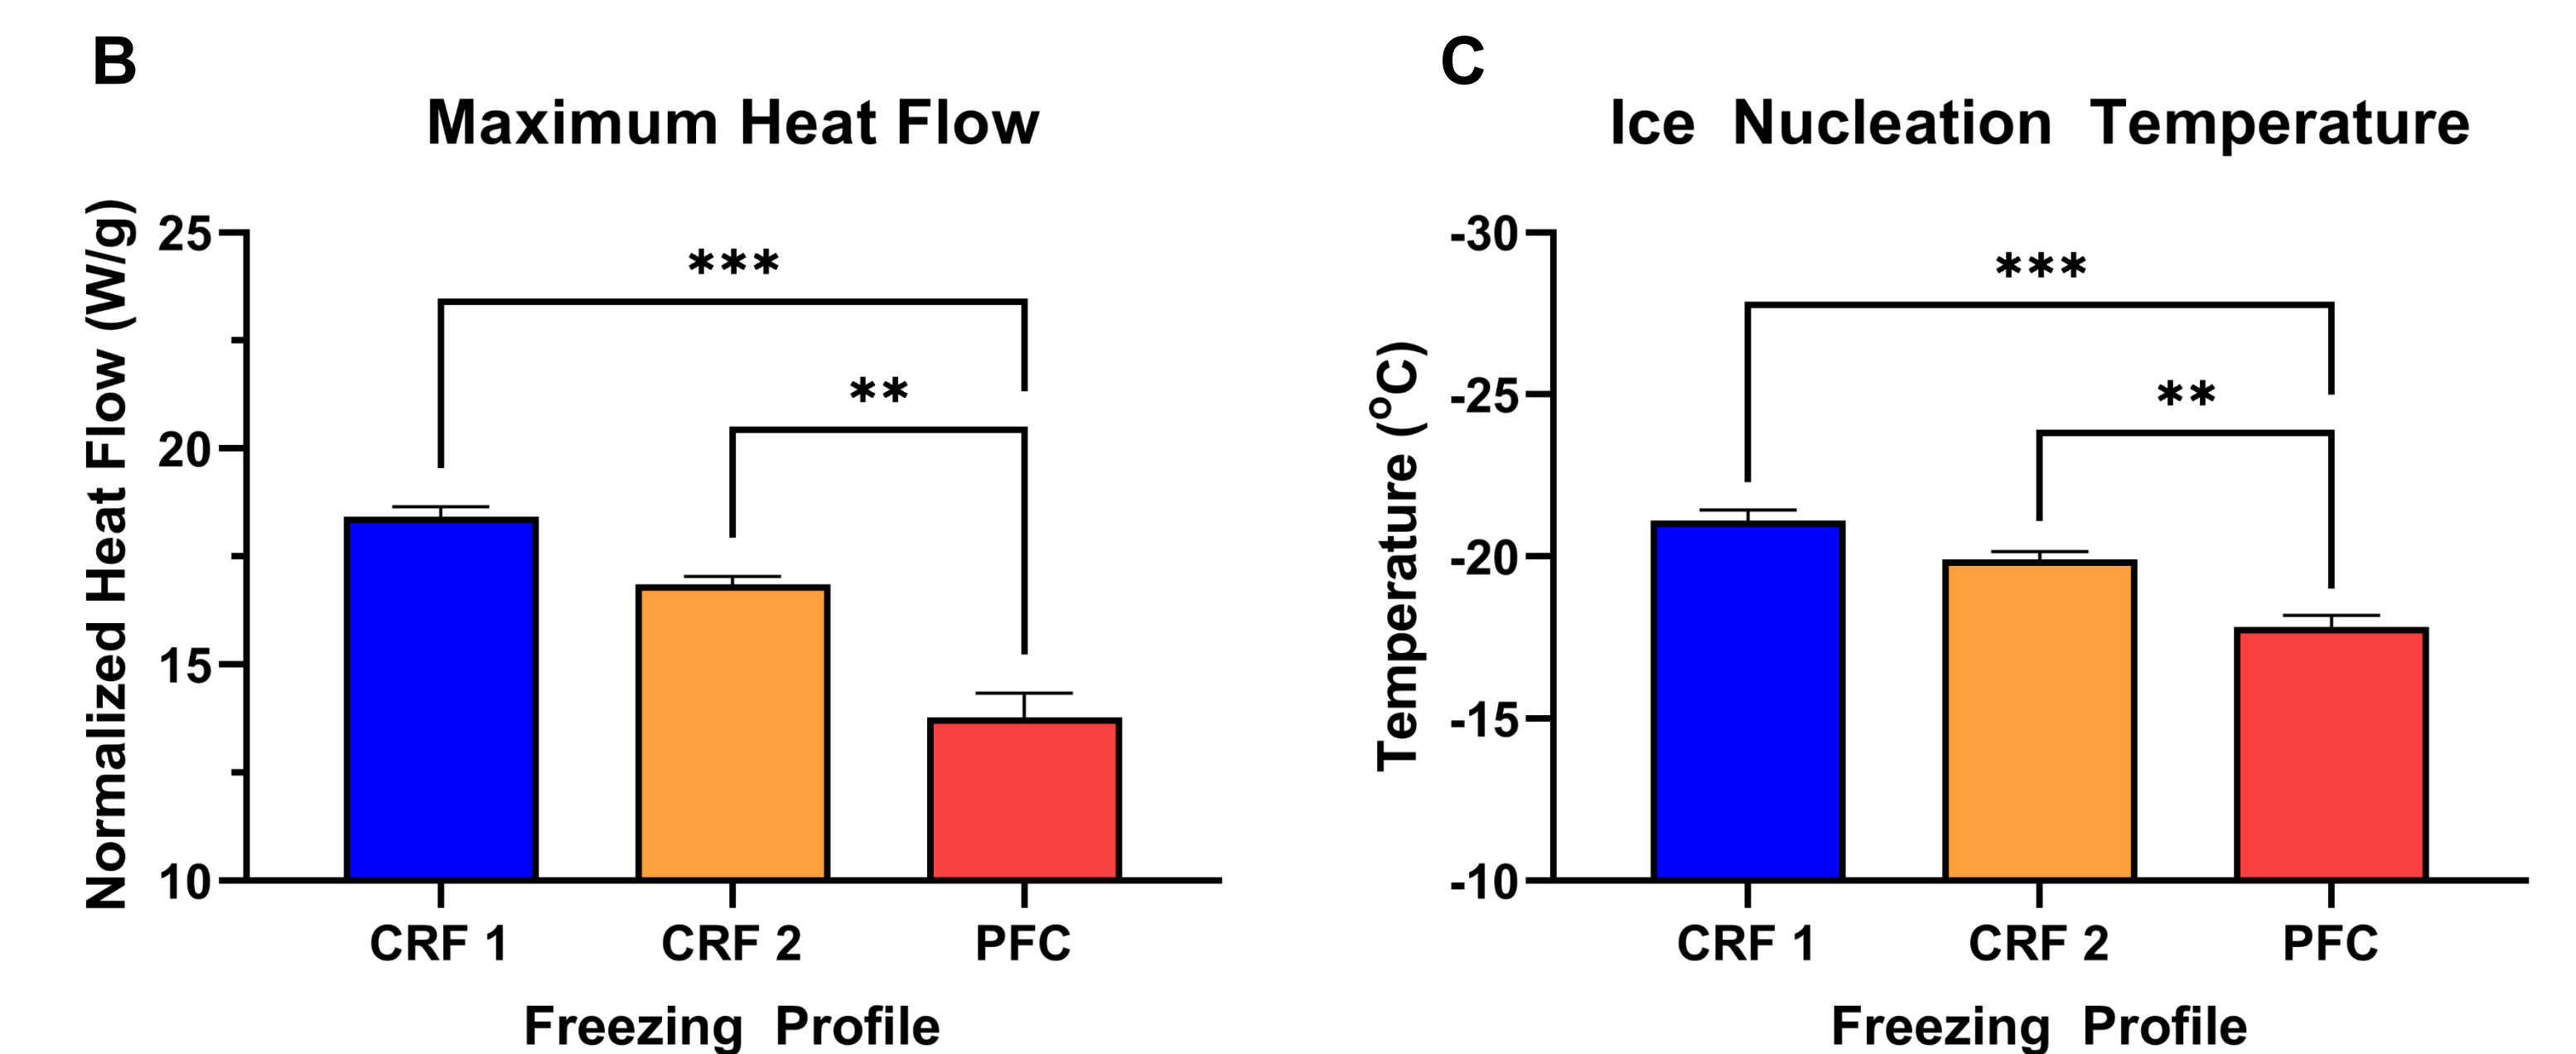 B
Maximum Heat Flow
Normalized Heat Flow (W/g)
25
20
15
10
***
**
CRF 1
CRF 2
PFC
Freezing Profile
C
Ice Nucleation Temperature
Temperature (°C)
-30
-25
-20
-15
-10
***
**
CRF 1
CRF 2
PFC
Freezing Profile